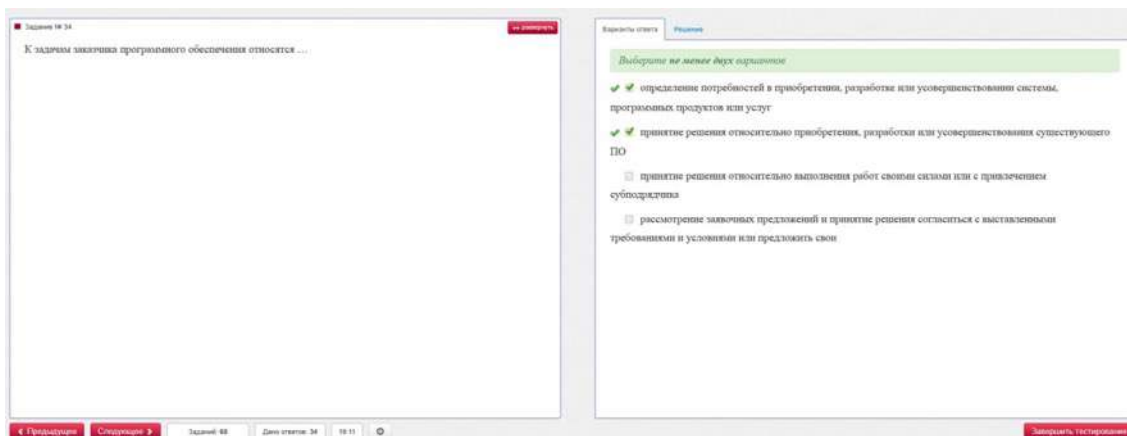 Задание № 34
развернуть
К задачам заказчика программного обеспечения относятся …
Варианты ответа
Решение
Выберите не менее двух вариантов
определение потребностей в приобретении, разработке или усовершенствовании системы,
программных продуктов или услуг
принятие решения относительно приобретения, разработки или усовершенствования существующего
ПО
принятие решения относительно выполнения работ своими силами или с привлечением
субподрядчика
рассмотрение заявочных предложений и принятие решения согласиться с выставленными
требованиями и условиями или предложить свои
Предыдущее
Следующее
Заданий: 68
Дано ответов: 34
Завершить тестирование